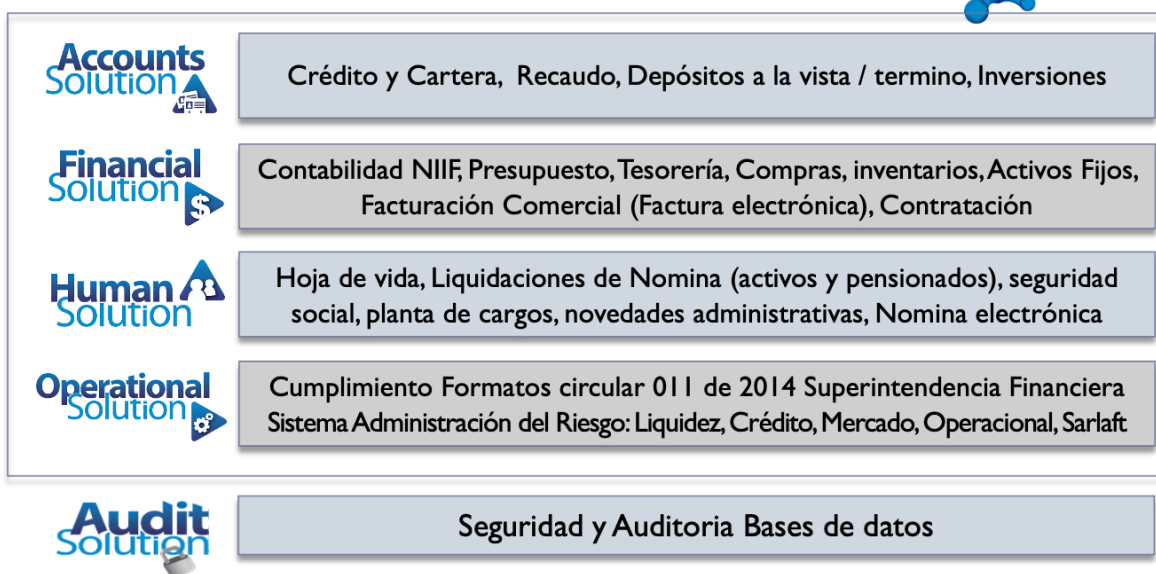 Accounts
Solution
Crédito y Cartera, Recaudo, Depósitos a la vista / termino, Inversiones
Financial
Solution
$
Contabilidad NIIF, Presupuesto, Tesorería, Compras, inventarios, Activos Fijos,
Facturación Comercial (Factura electrónica), Contratación
Human
Solution
Hoja de vida, Liquidaciones de Nomina (activos y pensionados), seguridad
social, planta de cargos, novedades administrativas, Nomina electrónica
Operational
Solution
Cumplimiento Formatos circular 011 de 2014 Superintendencia Financiera
Sistema Administración del Riesgo: Liquidez, Crédito, Mercado, Operacional, Sarlaft
Audit
Solution
Seguridad y Auditoria Bases de datos